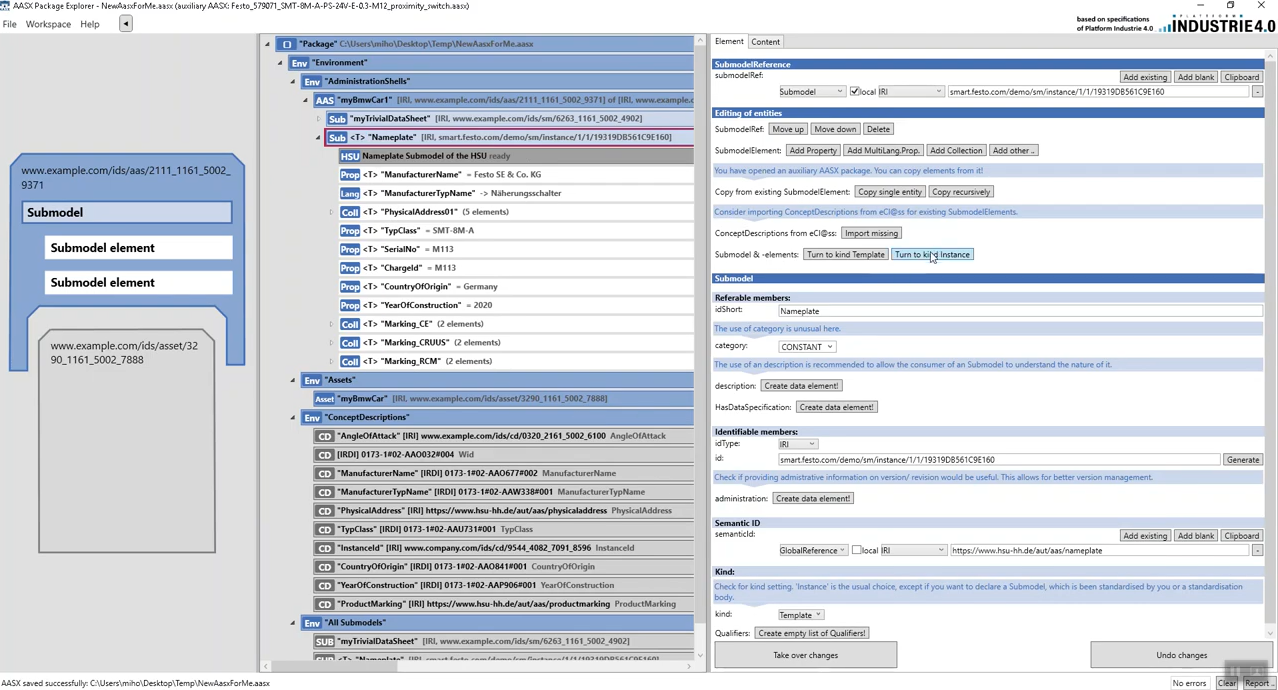 AASX Package Explorer - NewAasxForMe.aasx (auxiliary AASX: Festo_579071_SMT-8M-A-PS-24V-E-0.3-M12_proximity_switch.aasx)
File Workspace Help
based on specifications
of Platform Industrie 4.0
PLATTFORM
INDUSTRIE4.0
www.example.com/ids/aas/2111_1161_5002_
9371
Submodel
Submodel element
Submodel element
www.example.com/ids/asset/32
90_1161_5002_7888
"Package" C:\Users\miho\Desktop\Temp\NewAasxForMe.aasx
Env "Environment"
Env "AdministrationShells"
AAS "myBmwCar1" [IRI, www.example.com/ids/aas/2111_1161_5002_9371] of [IRI, www.example.com/ids
Sub "myTrivialDataSheet" [IRI, www.example.com/ids/sm/6263_1161_5002_4902]
Sub <T> "Nameplate" [IRI, smart.festo.com/demo/sm/instance/1/1/19319DB561C9E160]
HSU Nameplate Submodel of the HSU ready
Prop <T> "ManufacturerName" = Festo SE & Co. KG
Lang <T> "ManufacturerTypName" -> Näherungsschalter
Coll <T> "PhysicalAddress01" (5 elements)
Prop <T> "TypClass" = SMT-8M-A
Prop <T> "SerialNo" = M113
Prop <T> "ChargeId" = M113
Prop <T> "CountryOfOrigin" = Germany
Prop <T> "YearOfConstruction" = 2020
Coll <T> "Marking_CE" (2 elements)
Coll <T> "Marking_CRUUS" (2 elements)
Coll <T> "Marking_RCM" (2 elements)
Env "Assets"
Asset "myBmwCar" [IRI, www.example.com/ids/asset/3290_1161_5002_7888]
Env "ConceptDescriptions"
CD "AngleOfAttack" [IRI] www.example.com/ids/cd/0320_2161_5002_6100 AngleOfAttack
CD [IRDI] 0173-1#02-AAO032#004 Wid
CD "ManufacturerName" [IRDI] 0173-1#02-AAO677#002 ManufacturerName
CD "ManufacturerTypName" [IRDI] 0173-1#02-AAW338#001 ManufacturerTypName
CD "PhysicalAddress" [IRI] https://www.hsu-hh.de/aut/aas/physicaladdress PhysicalAddress
CD "TypClass" [IRDI] 0173-1#02-AAU731#001 TypClass
CD "InstanceId" [IRI] www.company.com/ids/cd/9544_4082_7091_8596 InstanceId
CD "CountryOfOrigin" [IRDI] 0173-1#02-AAO841#001 CountryOfOrigin
CD "YearOfConstruction" [IRDI] 0173-1#02-AAP906#001 YearOfConstruction
CD "ProductMarking" [IRI] https://www.hsu-hh.de/aut/aas/productmarking ProductMarking
Env "All Submodels"
SUB "myTrivialDataSheet" [IRI, www.example.com/ids/sm/6263_1161_5002_4902]
SUB <T> "Nameplate" [IRI, smart.festo.com/demo/sm/instance/1/1/19319DB561C9E160]
Element Content
SubmodelReference
submodelRef: Add existing Add blank Clipboard
Submodel local IRI smart.festo.com/demo/sm/instance/1/1/19319DB561C9E160 -
Editing of entities
SubmodelRef: Move up Move down Delete
SubmodelElement: Add Property Add MultiLang.Prop. Add Collection Add other ..
You have opened an auxiliary AASX package. You can copy elements from it!
Copy from existing SubmodelElement: Copy single entity Copy recursively
Consider importing ConceptDescriptions from eCl@ss for existing SubmodelElements.
ConceptDescriptions from eCl@ss: Import missing
Submodel & -elements: Turn to kind Template Turn to kind Instance
Submodel
Referable members:
idShort: Nameplate
The use of category is unusual here.
category: CONSTANT
The use of an description is recommended to allow the consumer of an Submodel to understand the nature of it.
description: Create data element!
HasDataSpecification: Create data element!
Identifiable members:
idType: IRI
id: smart.festo.com/demo/sm/instance/1/1/19319DB561C9E160 Generate
Check if providing admistrative information on version/ revision would be useful. This allows for better version management.
administration: Create data element!
Semantic ID
semanticId: Add existing Add blank Clipboard
GlobalReference local IRI https://www.hsu-hh.de/aut/aas/nameplate -
Kind:
Check for kind setting. 'Instance' is the usual choice, except if you want to declare a Submodel, which is been standardised by you or a standardisation
body.
kind: Template
Qualifiers: Create empty list of Qualifiers!
Take over changes Undo changes
AASX saved successfully: C:\Users\miho\Desktop\Temp\NewAasxForMe.aasx No errors Clear Report ..